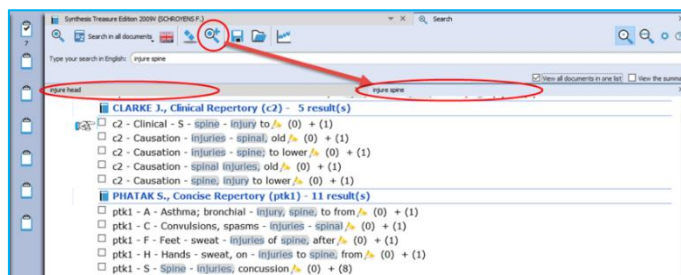 Synthesis Treasure Edition 2009V (SCHROYENS F.)
Search
Search in all documents
Type your search in English: injure spine
View all documents in one list
View the summa
injure head
injure spine
CLARKE J., Clinical Repertory (c2) - 5 result(s)
c2 - Clinical - S - spine - injury to (0) + (1)
c2 - Causation - injuries - spinal, old (0) + (1)
c2 - Causation - injuries - spine; to lower (0) + (1)
c2 - Causation - spinal injuries, old (0) + (1)
c2 - Causation - spine, injury to lower (0) + (1)
PHATAK S., Concise Repertory (ptk1) - 11 result(s)
ptk1 - A - Asthma; bronchial - injury, spine, to from (0) + (1)
ptk1 - C - Convulsions, spasms - injuries - spinal (0) + (1)
ptk1 - F - Feet - sweat - injuries of spine, after (0) + (1)
ptk1 - H - Hands - sweat, on - injuries to spine, from (0) + (1)
ptk1 - S - Spine - injuries, concussion (0) + (8)